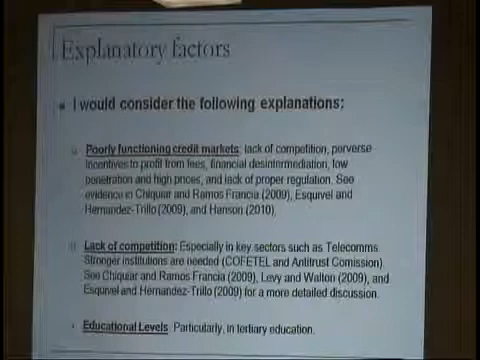 Explanatory factors
I would consider the following explanations:
Poorly functioning credit markets: lack of competition, perverse
incentives to profit from fees, financial desintermediation, low
penetration and high prices, and lack of proper regulation. See
evidence in Chiquiar and Ramos Francia (2009), Esquivel and
Hernandez-Trillo (2009), and Hanson (2010).
Lack of competition: Especially in key sectors such as Telecomms.
Stronger institutions are needed (COFETEL and Antitrust Comission).
See Chiquiar and Ramos Francia (2009), Levy and Walton (2009), and
Esquivel and Hernandez-Trillo (2009) for a more detailed discussion.
Educational Levels: Particularly, in tertiary education.